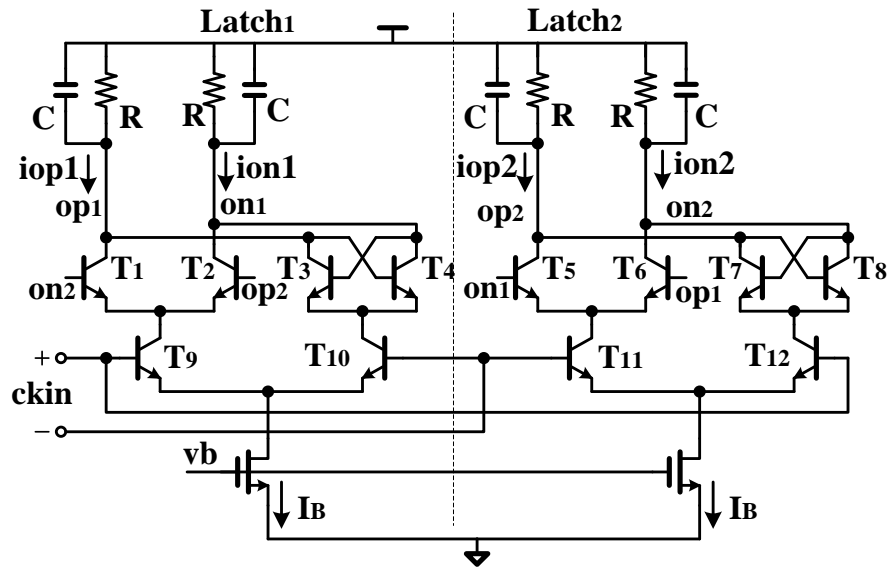 Latch1 Latch2
C R R C C R R C
iop1 ion1 iop2 ion2
op1 on1 op2 on2
T1 T2 T3 T4 T5 T6 T7 T8
on2 op2 on1 op1
+ T9 T10 T11 T12
ckin
−
vb
IB IB